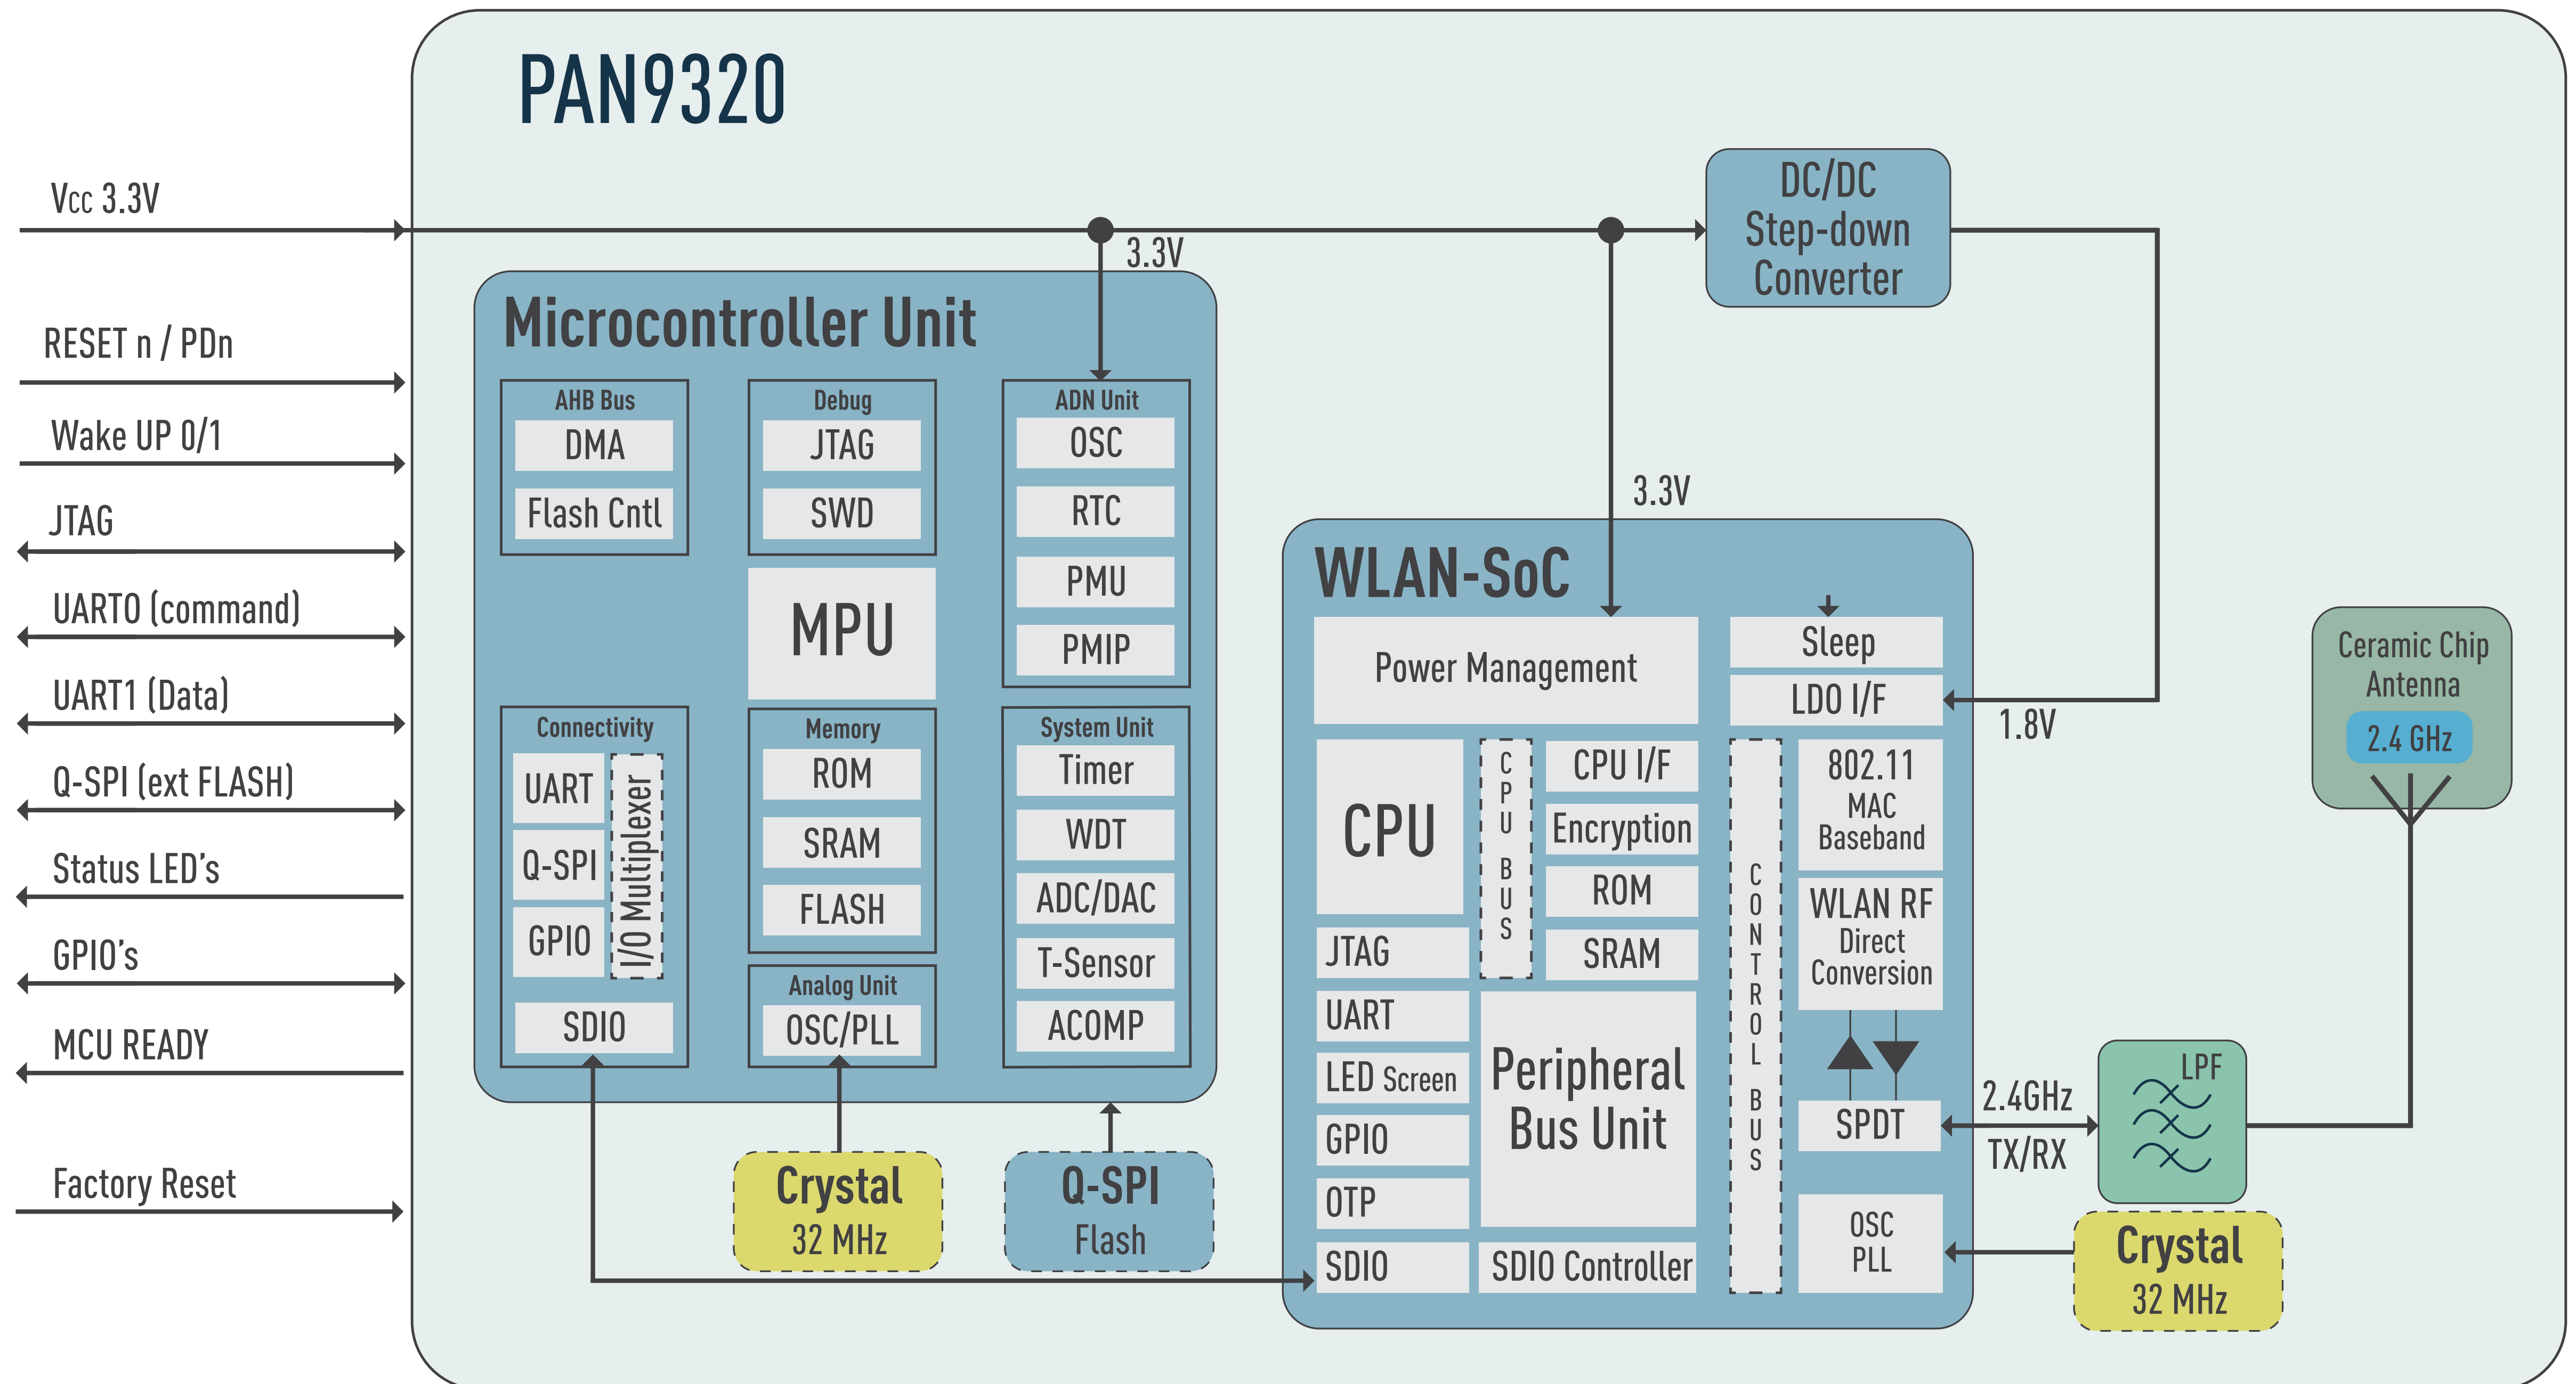 PAN9320
Vcc 3.3V
RESET n / PDn
Wake UP 0/1
JTAG
UART0 (command)
UART1 (Data)
Q-SPI (ext FLASH)
Status LED’s
GPIO’s
MCU READY
Factory Reset
3.3V
Microcontroller Unit
AHB Bus
DMA
Flash Cntl
Debug
JTAG
SWD
ADN Unit
OSC
RTC
PMU
PMIP
MPU
Connectivity
UART
Q-SPI
GPIO
I/O Multiplexer
SDIO
Memory
ROM
SRAM
FLASH
Analog Unit
OSC/PLL
System Unit
Timer
WDT
ADC/DAC
T-Sensor
ACOMP
Crystal
32 MHz
Q-SPI
Flash
DC/DC
Step-down
Converter
3.3V
WLAN-SoC
Power Management
Sleep
LDO I/F
1.8V
CPU
CPU BUS
CPU I/F
Encryption
ROM
SRAM
JTAG
UART
LED Screen
GPIO
OTP
SDIO
Peripheral
Bus Unit
SDIO Controller
CONTROL BUS
802.11
MAC
Baseband
WLAN RF
Direct
Conversion
SPDT
OSC
PLL
2.4GHz
TX/RX
LPF
Crystal
32 MHz
Ceramic Chip
Antenna
2.4 GHz